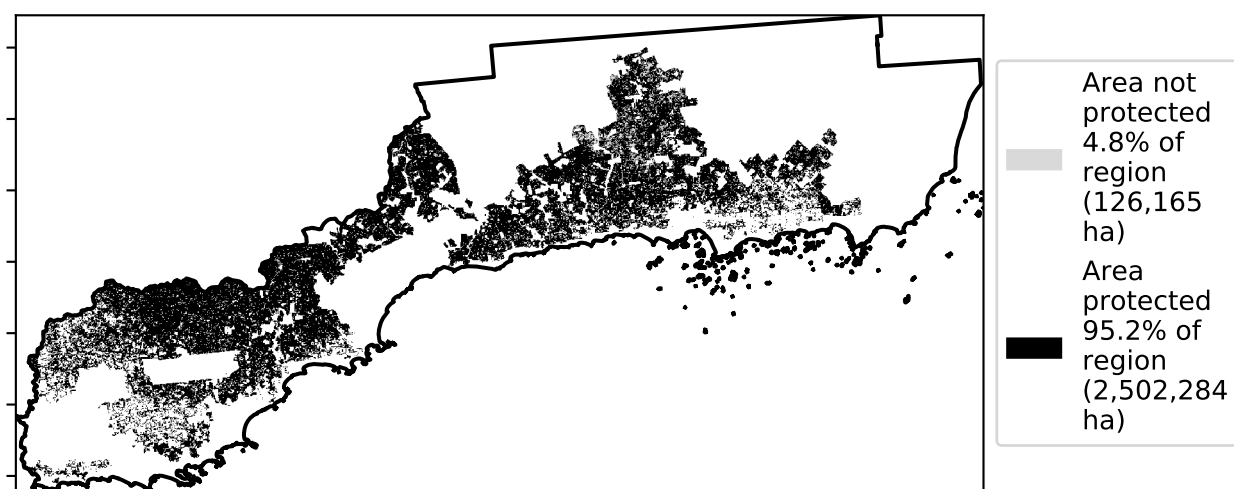 Area not
protected
4.8% of
region
(126,165
ha)
Area
protected
95.2% of
region
(2,502,284
ha)